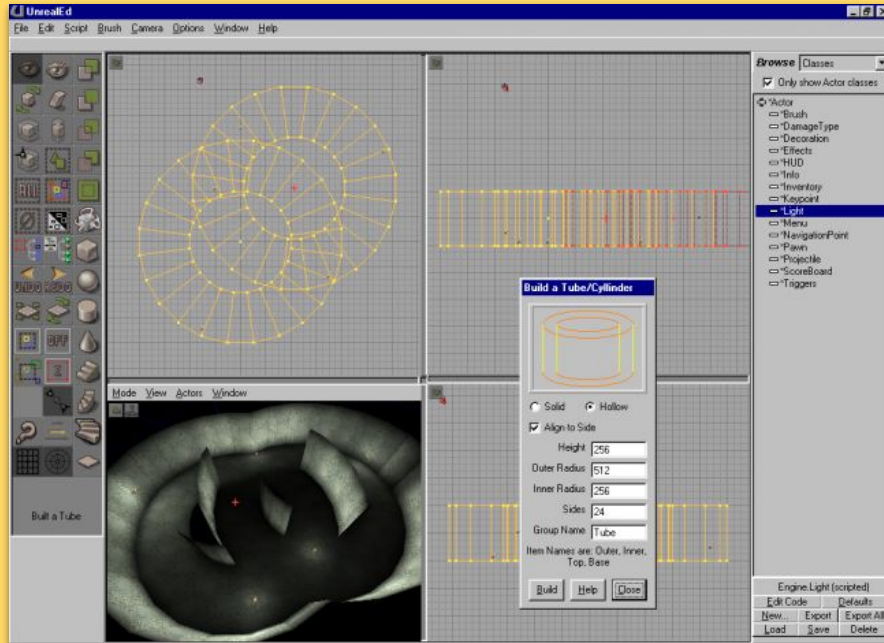 UnrealEd
File Edit Script Brush Camera Options Window Help
UNDO REDO
OFF
Built a Tube
Mode View Actors Window
Build a Tube/Cyllinder
Solid Hollow
Align to Side
Height 256
Outer Radius 512
Inner Radius 256
Sides 24
Group Name Tube
Item Names are: Outer, Inner,
Top, Base
Build Help Close
Browse Classes
Only show Actor classes
*Actor
*Brush
*DamageType
*Decoration
*Effects
*HUD
*Info
*Inventory
*Keypoint
*Light
*Menu
*NavigationPoint
*Pawn
*Projectile
*ScoreBoard
*Triggers
Engine.Light (scripted)
Edit Code Defaults
New... Export Export All
Load Save Delete